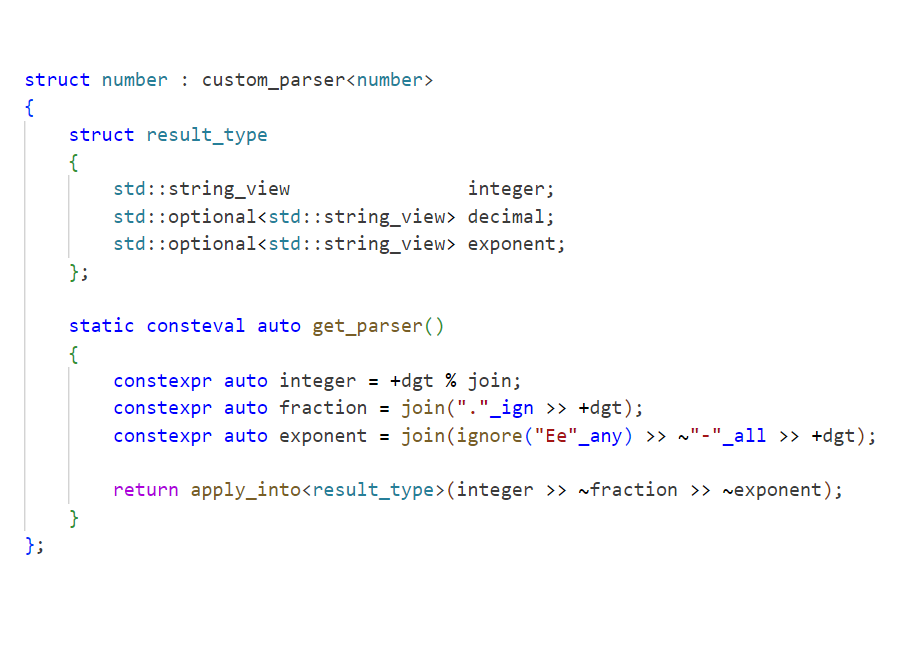 struct number : custom_parser<number>
{
    struct result_type
    {
        std::string_view                integer;
        std::optional<std::string_view> decimal;
        std::optional<std::string_view> exponent;
    };

    static consteval auto get_parser()
    {
        constexpr auto integer = +dgt % join;
        constexpr auto fraction = join("."_ign >> +dgt);
        constexpr auto exponent = join(ignore("Ee"_any) >> ~"-"_all >> +dgt);

        return apply_into<result_type>(integer >> ~fraction >> ~exponent);
    }
};